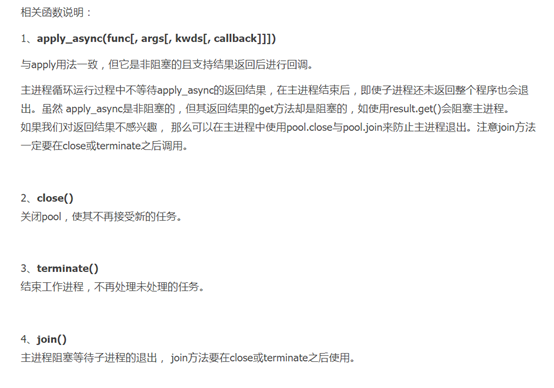 相关函数说明：
1、apply_async(func[, args[, kwds[, callback]]])
与apply用法一致，但它是非阻塞的且支持结果返回后进行回调。
主进程循环运行过程中不等待apply_async的返回结果，在主进程结束后，即使子进程还未返回整个程序也会退
出。虽然 apply_async是非阻塞的，但其返回结果的get方法却是阻塞的，如使用result.get()会阻塞主进程。
如果我们对返回结果不感兴趣， 那么可以在主进程中使用pool.close与pool.join来防止主进程退出。注意join方法
一定要在close或terminate之后调用。
2、close()
关闭pool，使其不再接受新的任务。
3、terminate()
结束工作进程，不再处理未处理的任务。
4、join()
主进程阻塞等待子进程的退出， join方法要在close或terminate之后使用。